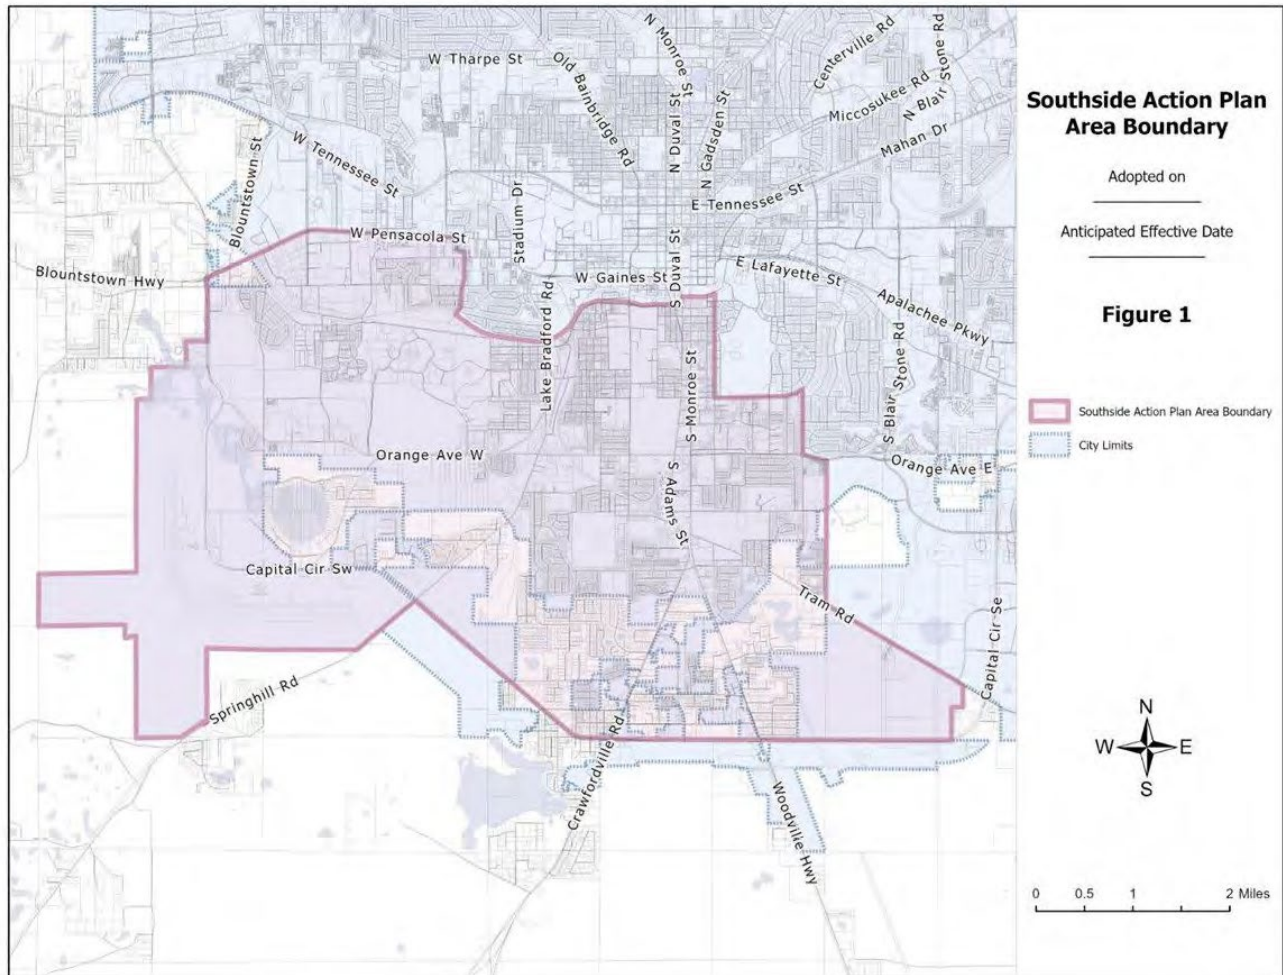 W Tharpe St
Old Bainbridge Rd
N Monroe St
N Duval St
N Gadsden St
Centerville Rd
Miccosukee Rd
N Blair Stone Rd
Mahan Dr
Blountstown St
W Tennessee St
E Tennessee St
Stadium Dr
W Pensacola St
Blountstown Hwy
W Gaines St
S Duval St
E Lafayette St
Apalachee Pkwy
Lake Bradford Rd
S Monroe St
S Blair Stone Rd
Orange Ave W
Orange Ave E
S Adams St
Capital Cir Sw
Tram Rd
Capital Cir Se
Springhill Rd
Crawfordville Rd
Woodville Hwy
Southside Action Plan
Area Boundary
Adopted on
Anticipated Effective Date
Figure 1
Southside Action Plan Area Boundary
City Limits
N
W E
S
0 0.5 1 2 Miles